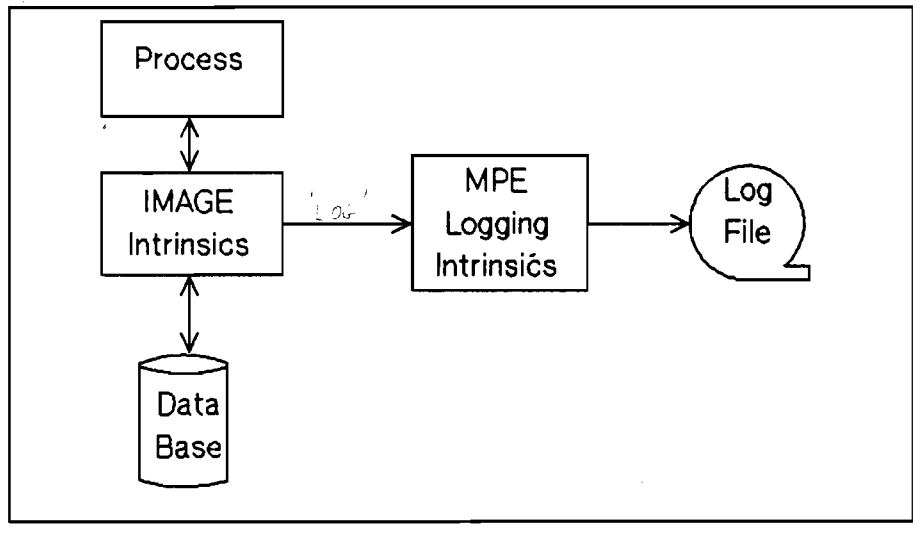 Process
IMAGE
Intrinsics
'Log'
MPE
Logging
Intrinsics
Log
File
Data
Base